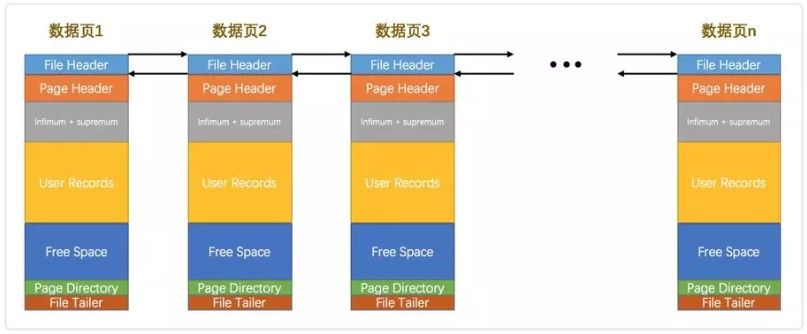 数据页1
数据页2
数据页3
数据页n
File Header
File Header
File Header
•••
File Header
Page Header
Page Header
Page Header
Page Header
Infimum + supremum
Infimum + supremum
Infimum + supremum
Infimum + supremum
User Records
User Records
User Records
User Records
Free Space
Free Space
Free Space
Free Space
Page Directory
Page Directory
Page Directory
Page Directory
File Tailer
File Tailer
File Tailer
File Tailer